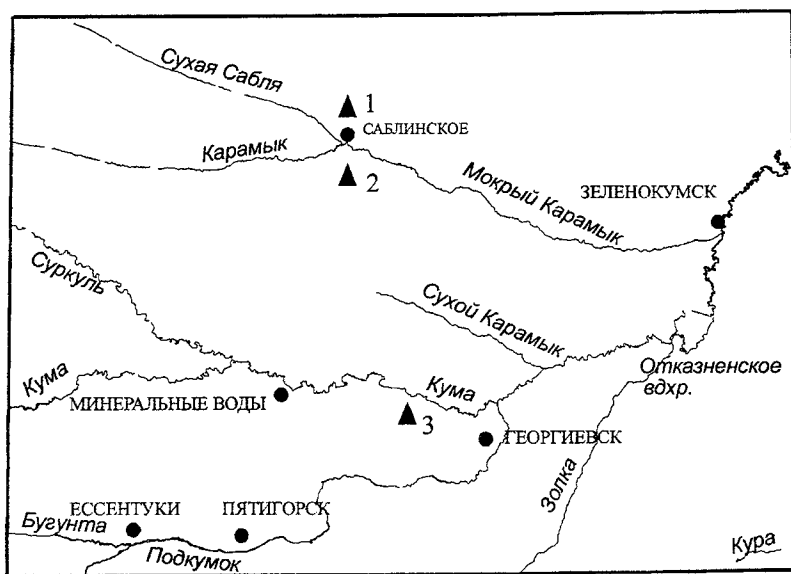 Сухая Сабля
1
САБЛИНСКОЕ
Карамык
2
Мокрый Карамык
ЗЕЛЕНОКУМСК
Суркуль
Сухой Карамык
Кума
Кума
Отказненское
вдхр.
МИНЕРАЛЬНЫЕ ВОДЫ
3
ГЕОРГИЕВСК
Золка
ЕССЕНТУКИ
ПЯТИГОРСК
Бугунта
Подкумок
Кура